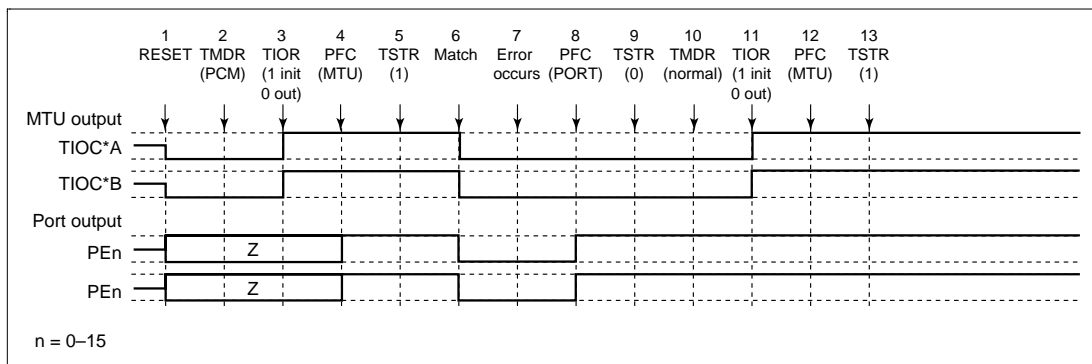 1 2 3 4 5 6 7 8 9 10 11 12 13
RESET TMDR TIOR PFC TSTR Match Error PFC TSTR TMDR TIOR PFC TSTR
(PCM) (1 init (MTU) (1) occurs (PORT) (0) (normal) (1 init (MTU) (1)
0 out) 0 out)
MTU output
TIOC*A
TIOC*B
Port output
PEn Z
PEn Z
n = 0–15